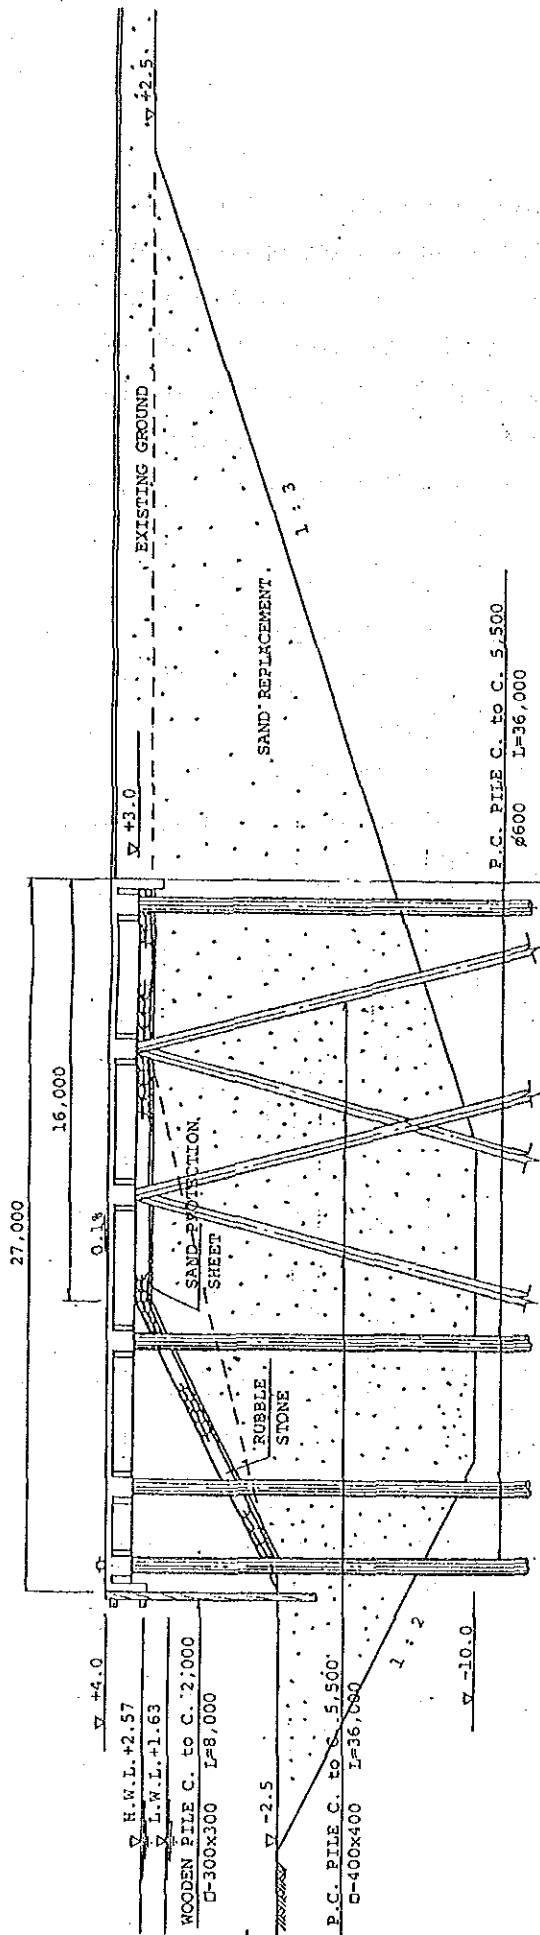 27,000
16,000
0.1%
▽ +4.0
▽ H.W.L.+2.57
▽ L.W.L.+1.63
WOODEN PILE C. to C. 2,000
□-300x300 L=8,000
▽ -2.5
P.C. PILE C. to C. 5,500
□-400x400 L=36,000
1 : 2
▽ -10.0
RUBBLE
STONE
SAND PROTECTION
SHEET
▽ +3.0
EXISTING GROUND
SAND REPLACEMENT
1 : 3
▽ +2.5
P.C. PILE C. to C. 5,500
ø600 L=36,000